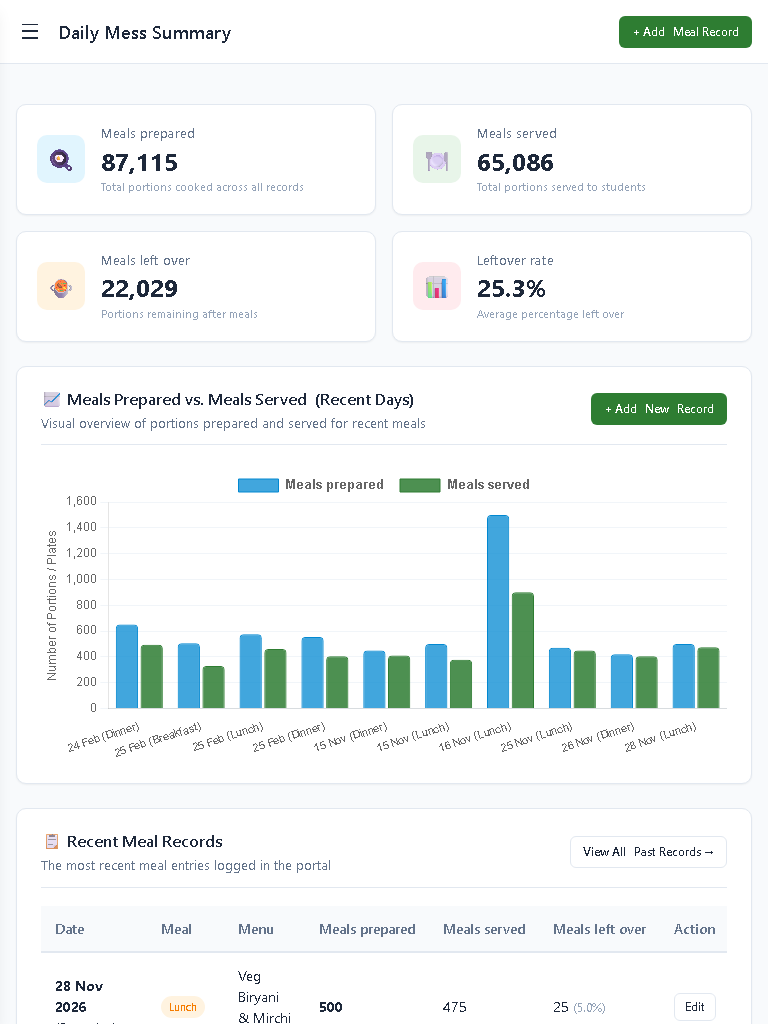 ☰ Daily Mess Summary + Add Meal Record
Meals prepared
87,115
Total portions cooked across all records
Meals served
65,086
Total portions served to students
Meals left over
22,029
Portions remaining after meals
Leftover rate
25.3%
Average percentage left over
Meals Prepared vs. Meals Served (Recent Days)
Visual overview of portions prepared and served for recent meals
+ Add New Record
Meals prepared Meals served
Number of Portions / Plates
1,600
1,400
1,200
1,000
800
600
400
200
0
24 Feb (Dinner)
25 Feb (Breakfast)
25 Feb (Lunch)
25 Feb (Dinner)
15 Nov (Dinner)
15 Nov (Lunch)
16 Nov (Lunch)
25 Nov (Lunch)
26 Nov (Dinner)
28 Nov (Lunch)
Recent Meal Records
The most recent meal entries logged in the portal
View All Past Records →
Date Meal Menu Meals prepared Meals served Meals left over Action
28 Nov
2026
Lunch
Veg
Biryani
& Mirchi
500
475
25 (5.0%)
Edit